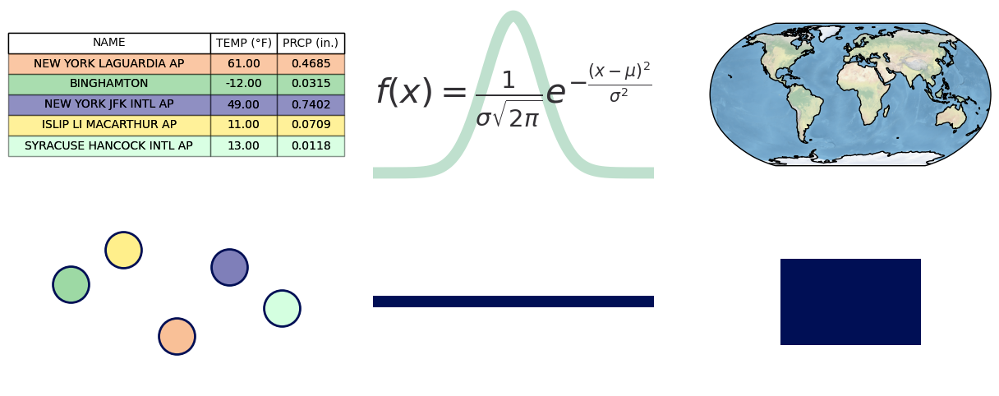 NAME TEMP (°F) PRCP (in.)
NEW YORK LAGUARDIA AP 61.00 0.4685
BINGHAMTON -12.00 0.0315
NEW YORK JFK INTL AP 49.00 0.7402
ISLIP LI MACARTHUR AP 11.00 0.0709
SYRACUSE HANCOCK INTL AP 13.00 0.0118
f(x) = \frac{1}{\sigma\sqrt{2\pi}} e^{-\frac{(x-\mu)^2}{\sigma^2}}